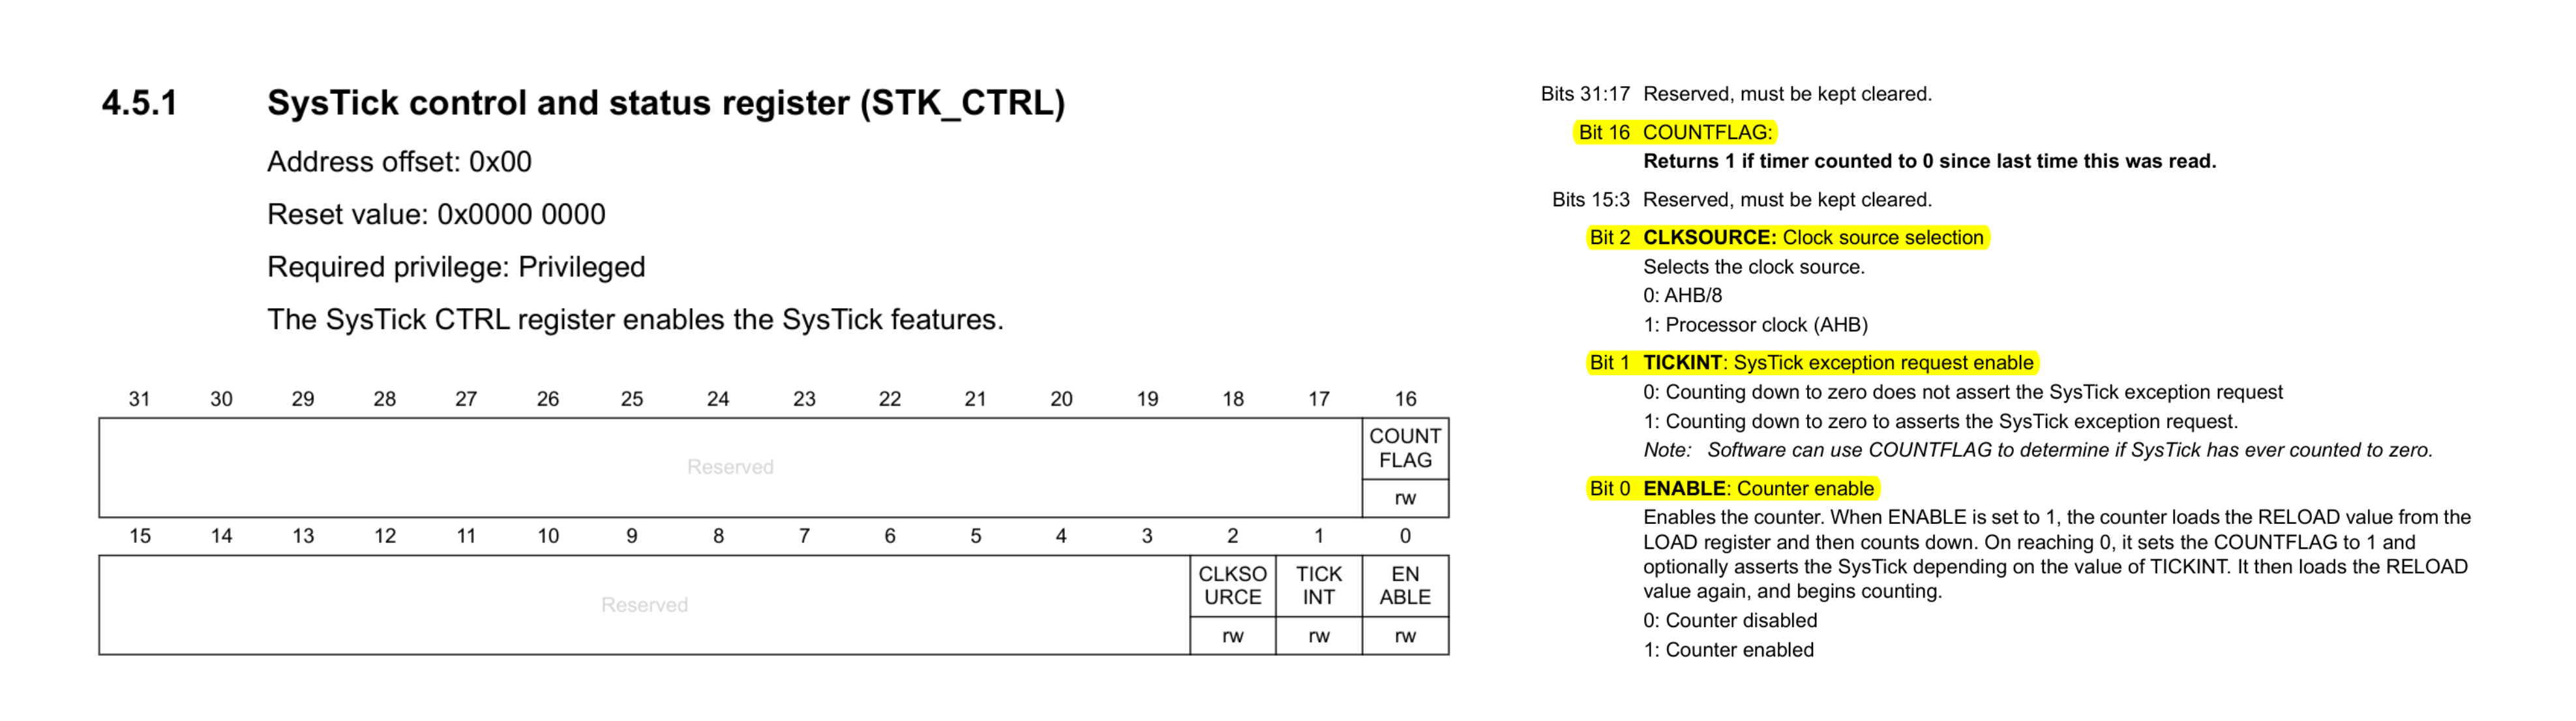 4.5.1 SysTick control and status register (STK_CTRL)
Address offset: 0x00
Reset value: 0x0000 0000
Required privilege: Privileged
The SysTick CTRL register enables the SysTick features.
31 30 29 28 27 26 25 24 23 22 21 20 19 18 17 16
Reserved
COUNT
FLAG
rw
15 14 13 12 11 10 9 8 7 6 5 4 3 2 1 0
Reserved
CLKSO
URCE
TICK
INT
EN
ABLE
rw rw rw
Bits 31:17 Reserved, must be kept cleared.
Bit 16 COUNTFLAG:
Returns 1 if timer counted to 0 since last time this was read.
Bits 15:3 Reserved, must be kept cleared.
Bit 2 CLKSOURCE: Clock source selection
Selects the clock source.
0: AHB/8
1: Processor clock (AHB)
Bit 1 TICKINT: SysTick exception request enable
0: Counting down to zero does not assert the SysTick exception request
1: Counting down to zero to asserts the SysTick exception request.
Note: Software can use COUNTFLAG to determine if SysTick has ever counted to zero.
Bit 0 ENABLE: Counter enable
Enables the counter. When ENABLE is set to 1, the counter loads the RELOAD value from the
LOAD register and then counts down. On reaching 0, it sets the COUNTFLAG to 1 and
optionally asserts the SysTick depending on the value of TICKINT. It then loads the RELOAD
value again, and begins counting.
0: Counter disabled
1: Counter enabled